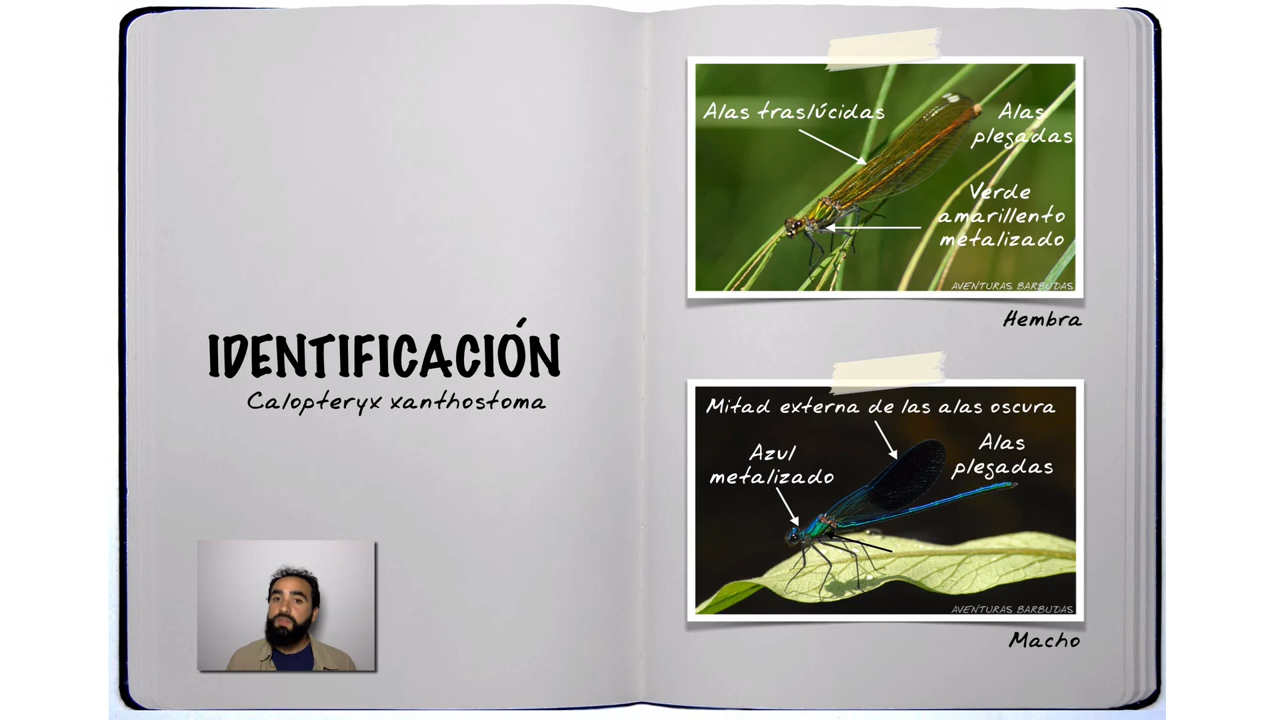 IDENTIFICACIÓN
Calopteryx xanthostoma
Alas traslúcidas
Alas
plegadas
Verde
amarillento
metalizado
AVENTURAS BARBUDAS
Hembra
Mitad externa de las alas oscura
Azul
metalizado
Alas
plegadas
AVENTURAS BARBUDAS
Macho